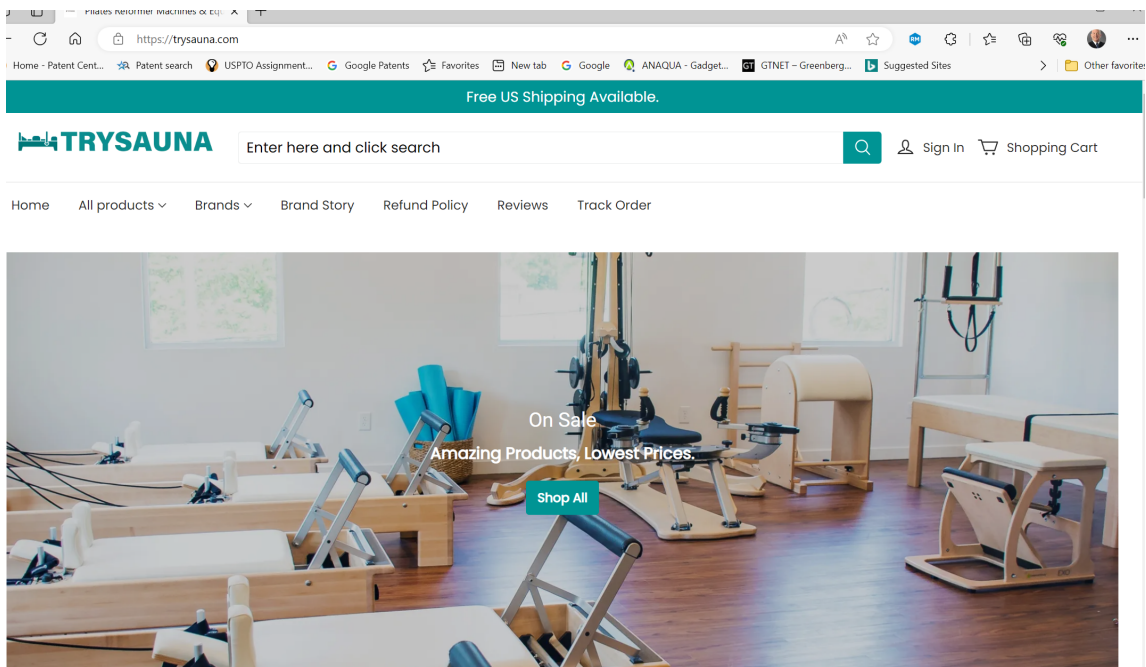 Pilates Reformer Machines & Equ
https://trysauna.com
Home - Patent Cent... Patent search USPTO Assignment... Google Patents Favorites New tab Google ANAQUA - Gadget... GT GTNET – Greenberg... Suggested Sites Other favorites
Free US Shipping Available.
TRYSAUNA Enter here and click search Sign In Shopping Cart
Home All products Brands Brand Story Refund Policy Reviews Track Order
On Sale
Amazing Products, Lowest Prices.
Shop All